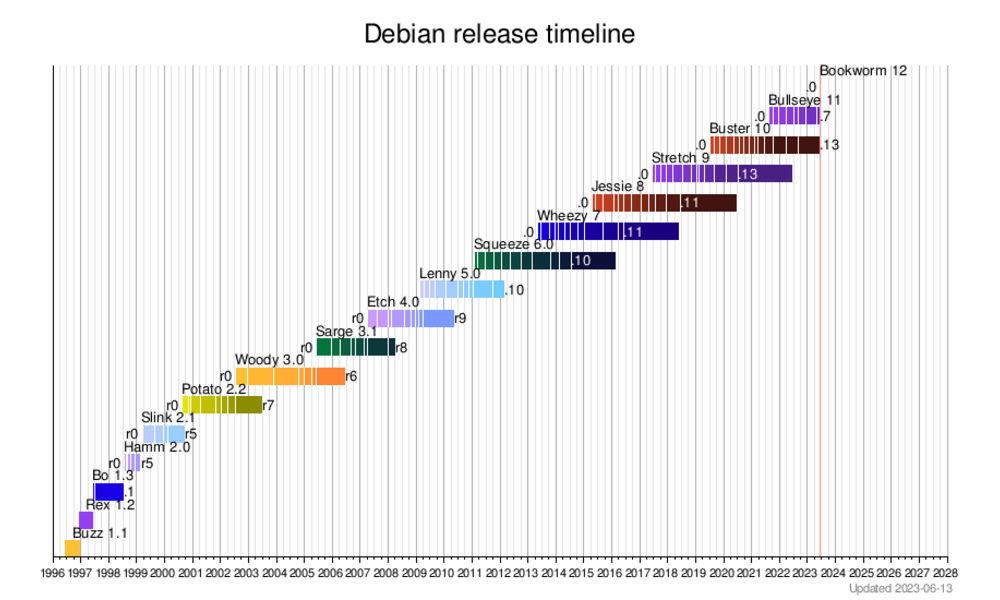 Debian release timeline
Bookworm 12
.0
Bullseye 11
.0 .7
Buster 10
.0 .13
Stretch 9
.0 .13
Jessie 8
.0 .11
Wheezy 7
.0 .11
Squeeze 6.0
.10
Lenny 5.0
.10
Etch 4.0
r0 r9
Sarge 3.1
r0 r8
Woody 3.0
r0 r6
Potato 2.2
r0 r7
Slink 2.1
r0 r5
Hamm 2.0
r0 r5
Bo 1.3
.1
Rex 1.2
Buzz 1.1
1996 1997 1998 1999 2000 2001 2002 2003 2004 2005 2006 2007 2008 2009 2010 2011 2012 2013 2014 2015 2016 2017 2018 2019 2020 2021 2022 2023 2024 2025 2026 2027 2028
Updated 2023-06-13